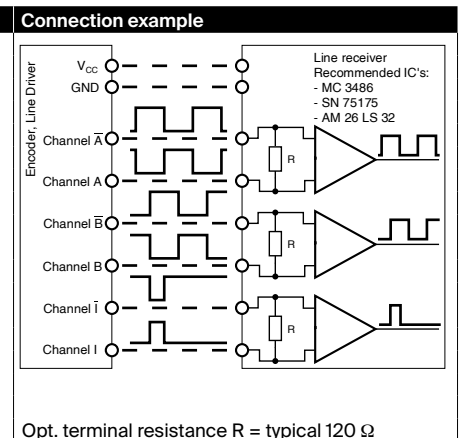 Connection example
Encoder, Line Driver
V_CC
GND
Channel A̅
Channel A
Channel B̅
Channel B
Channel I̅
Channel I
Line receiver
Recommended IC's:
- MC 3486
- SN 75175
- AM 26 LS 32
R
R
R
Opt. terminal resistance R = typical 120 Ω